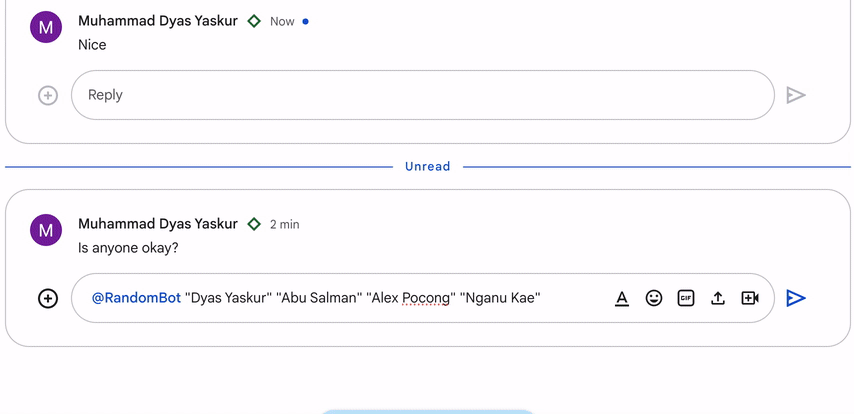 M
Muhammad Dyas Yaskur Now
Nice
Reply
Unread
M
Muhammad Dyas Yaskur 2 min
Is anyone okay?
@RandomBot "Dyas Yaskur" "Abu Salman" "Alex Pocong" "Nganu Kae" A GIF